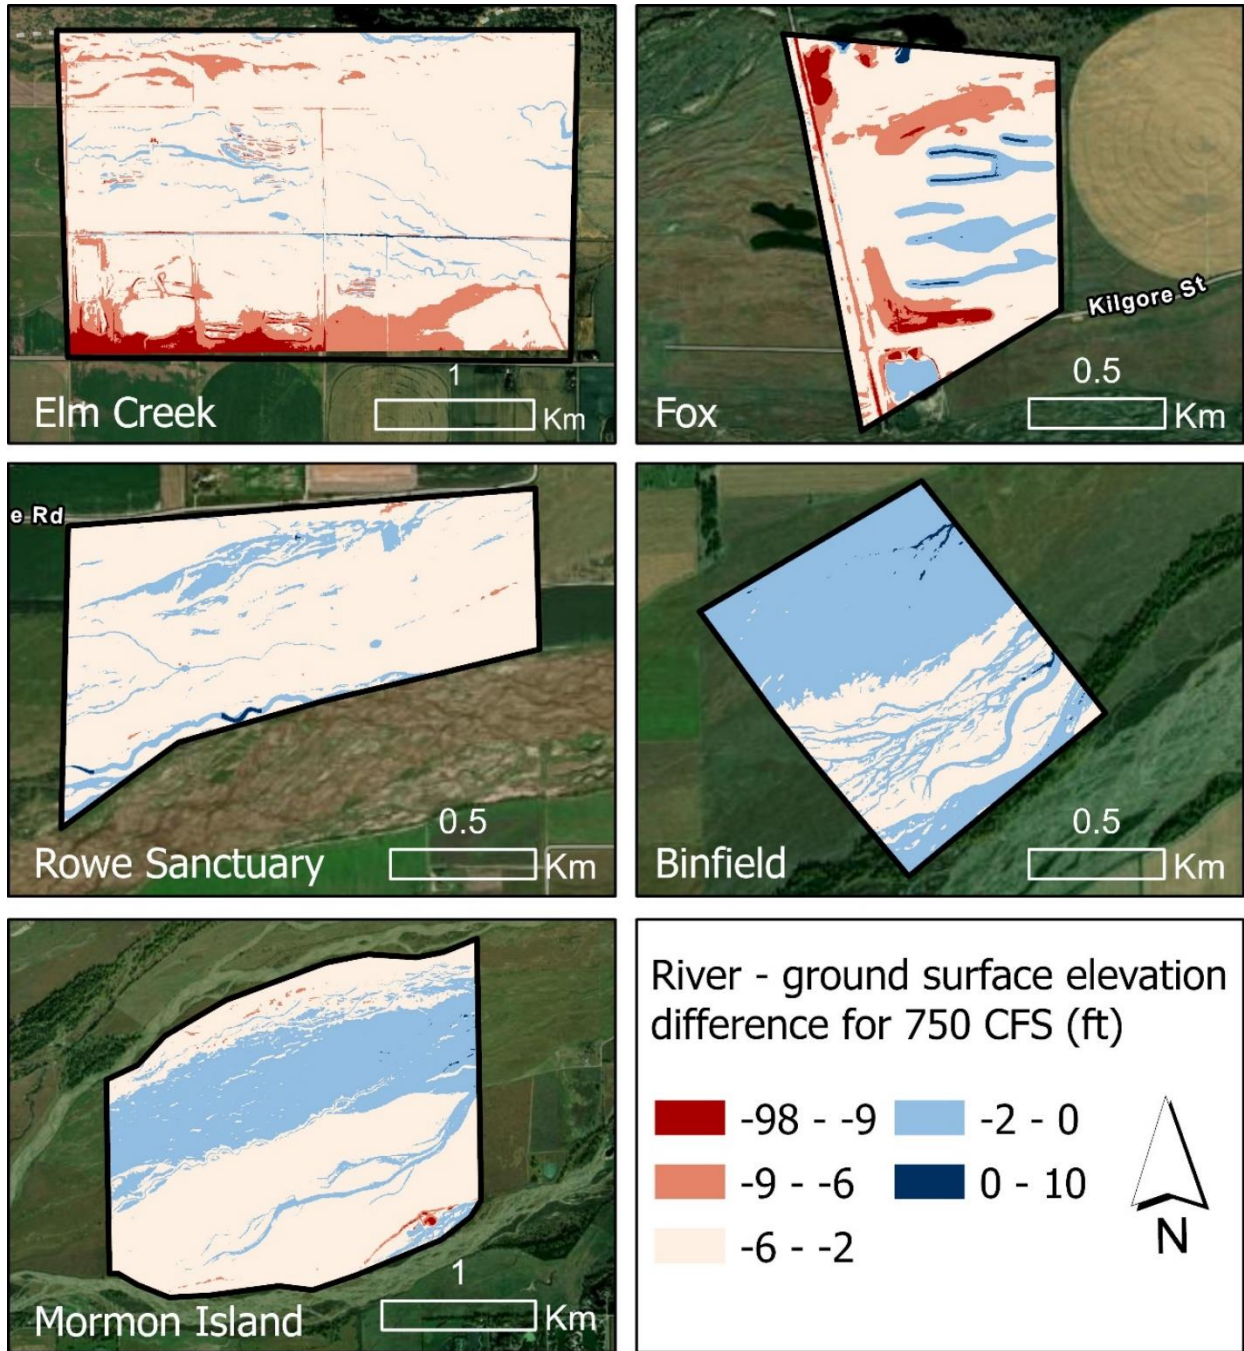 1
Elm Creek
Km
Kilgore St
0.5
Fox
Km
e Rd
0.5
Rowe Sanctuary
Km
0.5
Binfield
Km
1
Mormon Island
Km
River - ground surface elevation
difference for 750 CFS (ft)
-98 - -9
-2 - 0
-9 - -6
0 - 10
-6 - -2
N